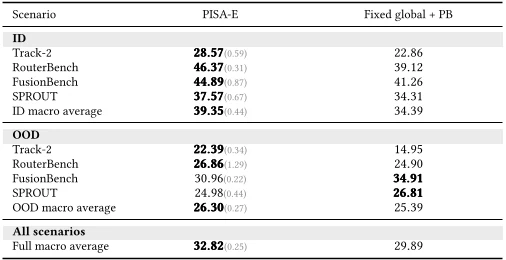 Scenario PISA-E Fixed global + PB
ID
Track-2 28.57(0.59) 22.86
RouterBench 46.37(0.31) 39.12
FusionBench 44.89(0.87) 41.26
SPROUT 37.57(0.67) 34.31
ID macro average 39.35(0.44) 34.39
OOD
Track-2 22.39(0.34) 14.95
RouterBench 26.86(1.29) 24.90
FusionBench 30.96(0.22) 34.91
SPROUT 24.98(0.44) 26.81
OOD macro average 26.30(0.27) 25.39
All scenarios
Full macro average 32.82(0.25) 29.89